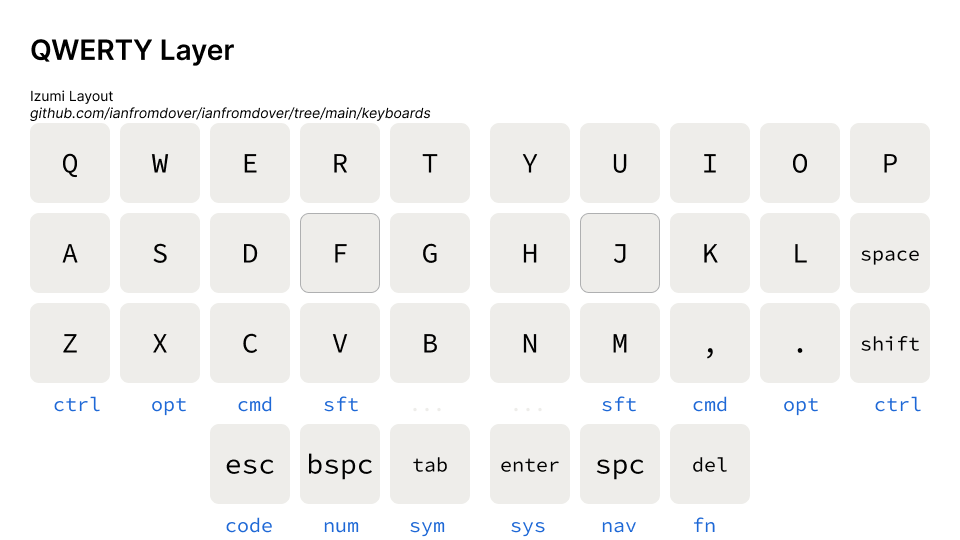 QWERTY Layer
Izumi Layout
github.com/ianfromdover/ianfromdover/tree/main/keyboards
Q W E R T Y U I O P
A S D F G H J K L space
Z X C V B N M , . shift
ctrl opt cmd sft ... ... sft cmd opt ctrl
esc bspc tab enter spc del
code num sym sys nav fn